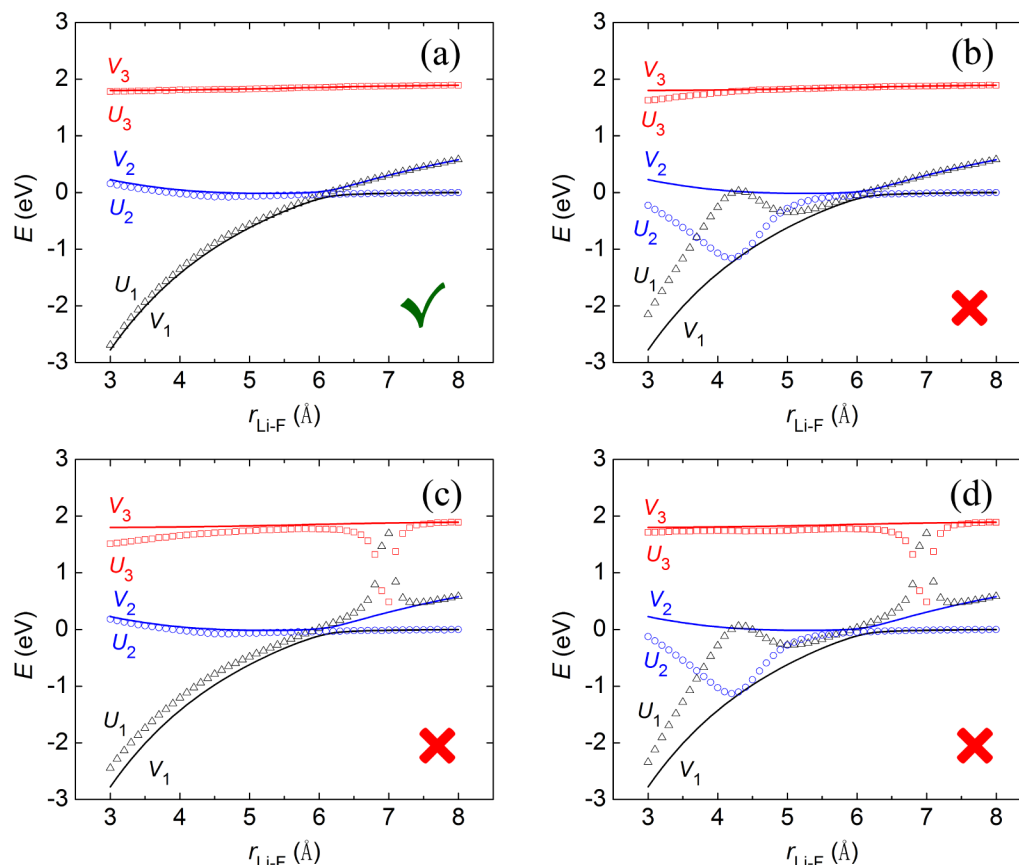 (a)
3
2
1
0
-1
-2
-3
E (eV)
V3
U3
V2
U2
U1
V1
3 4 5 6 7 8
rLi-F (Å)
(b)
3
2
1
0
-1
-2
-3
E (eV)
V3
U3
V2
U2
U1
V1
3 4 5 6 7 8
rLi-F (Å)
(c)
3
2
1
0
-1
-2
-3
E (eV)
V3
U3
V2
U2
U1
V1
3 4 5 6 7 8
rLi-F (Å)
(d)
3
2
1
0
-1
-2
-3
E (eV)
V3
U3
V2
U2
U1
V1
3 4 5 6 7 8
rLi-F (Å)